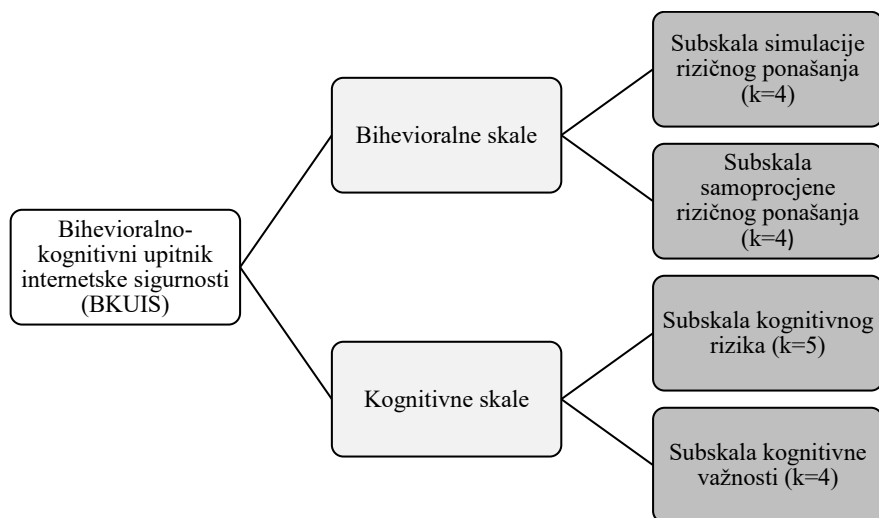 Bihevioralno-
kognitivni upitnik
internetske sigurnosti
(BKUIS)
Bihevioralne skale
Subskala simulacije
rizičnog ponašanja
(k=4)
Subskala
samoprocjene
rizičnog ponašanja
(k=4)
Kognitivne skale
Subskala kognitivnog
rizika (k=5)
Subskala kognitivne
važnosti (k=4)